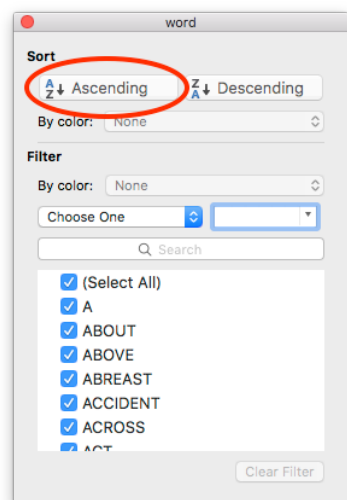 word
Sort
A Z Ascending Z A Descending
By color: None
Filter
By color: None
Choose One
Search
(Select All)
A
ABOUT
ABOVE
ABREAST
ACCIDENT
ACROSS
ACT
Clear Filter